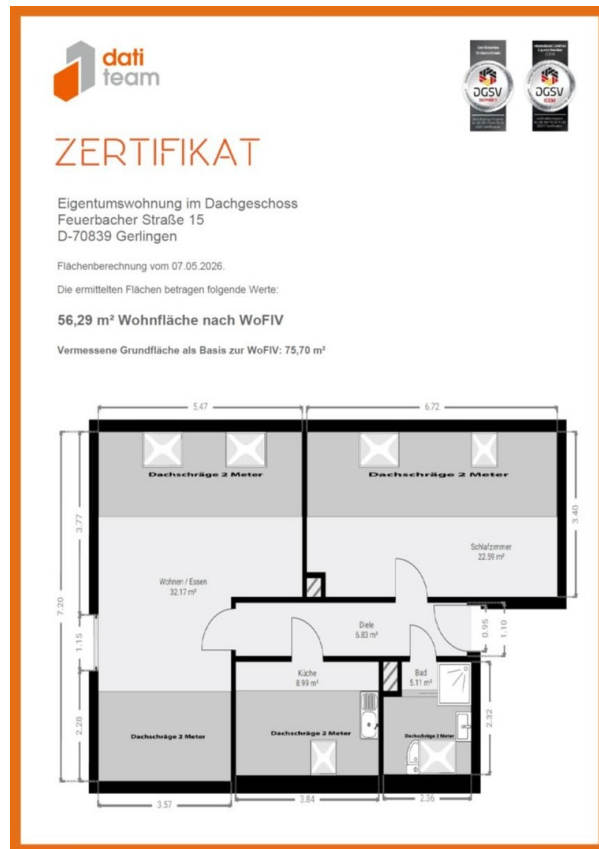 dati
team
DGSV
DGSV
ZERTIFIKAT
Eigentumswohnung im Dachgeschoss
Feuerbacher Straße 15
D-70839 Gerlingen
Flächenberechnung vom 07.05.2026.
Die ermittelten Flächen betragen folgende Werte:
56,29 m² Wohnfläche nach WoFlV
Vermessene Grundfläche als Basis zur WoFlV: 75,70 m²
5.47
6.72
Dachschräge 2 Meter
Dachschräge 2 Meter
3.77
3.40
Schlafzimmer
22.59 m²
Wohnen / Essen
32.17 m²
7.20
Diele
6.83 m²
0.95
1.10
1.15
Küche
8.99 m²
Bad
5.11 m²
2.28
2.32
Dachschräge 2 Meter
Dachschräge 2 Meter
Dachschräge 2 Meter
3.57
3.84
2.36